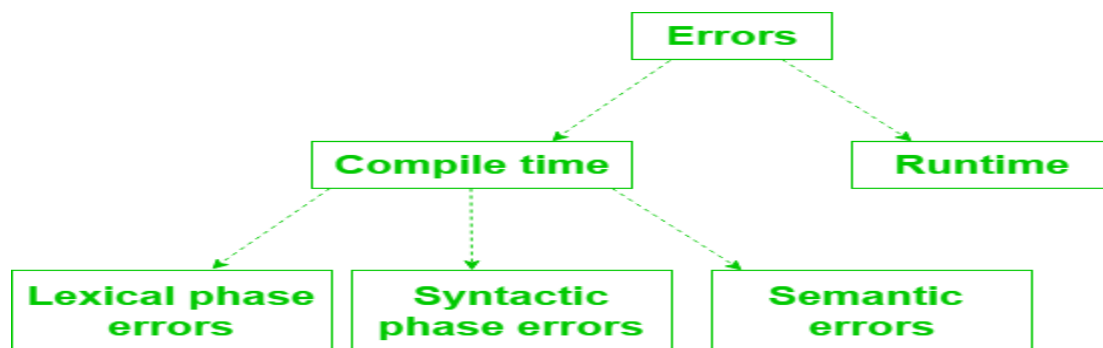 Errors
Compile time
Runtime
Lexical phase
errors
Syntactic
phase errors
Semantic
errors